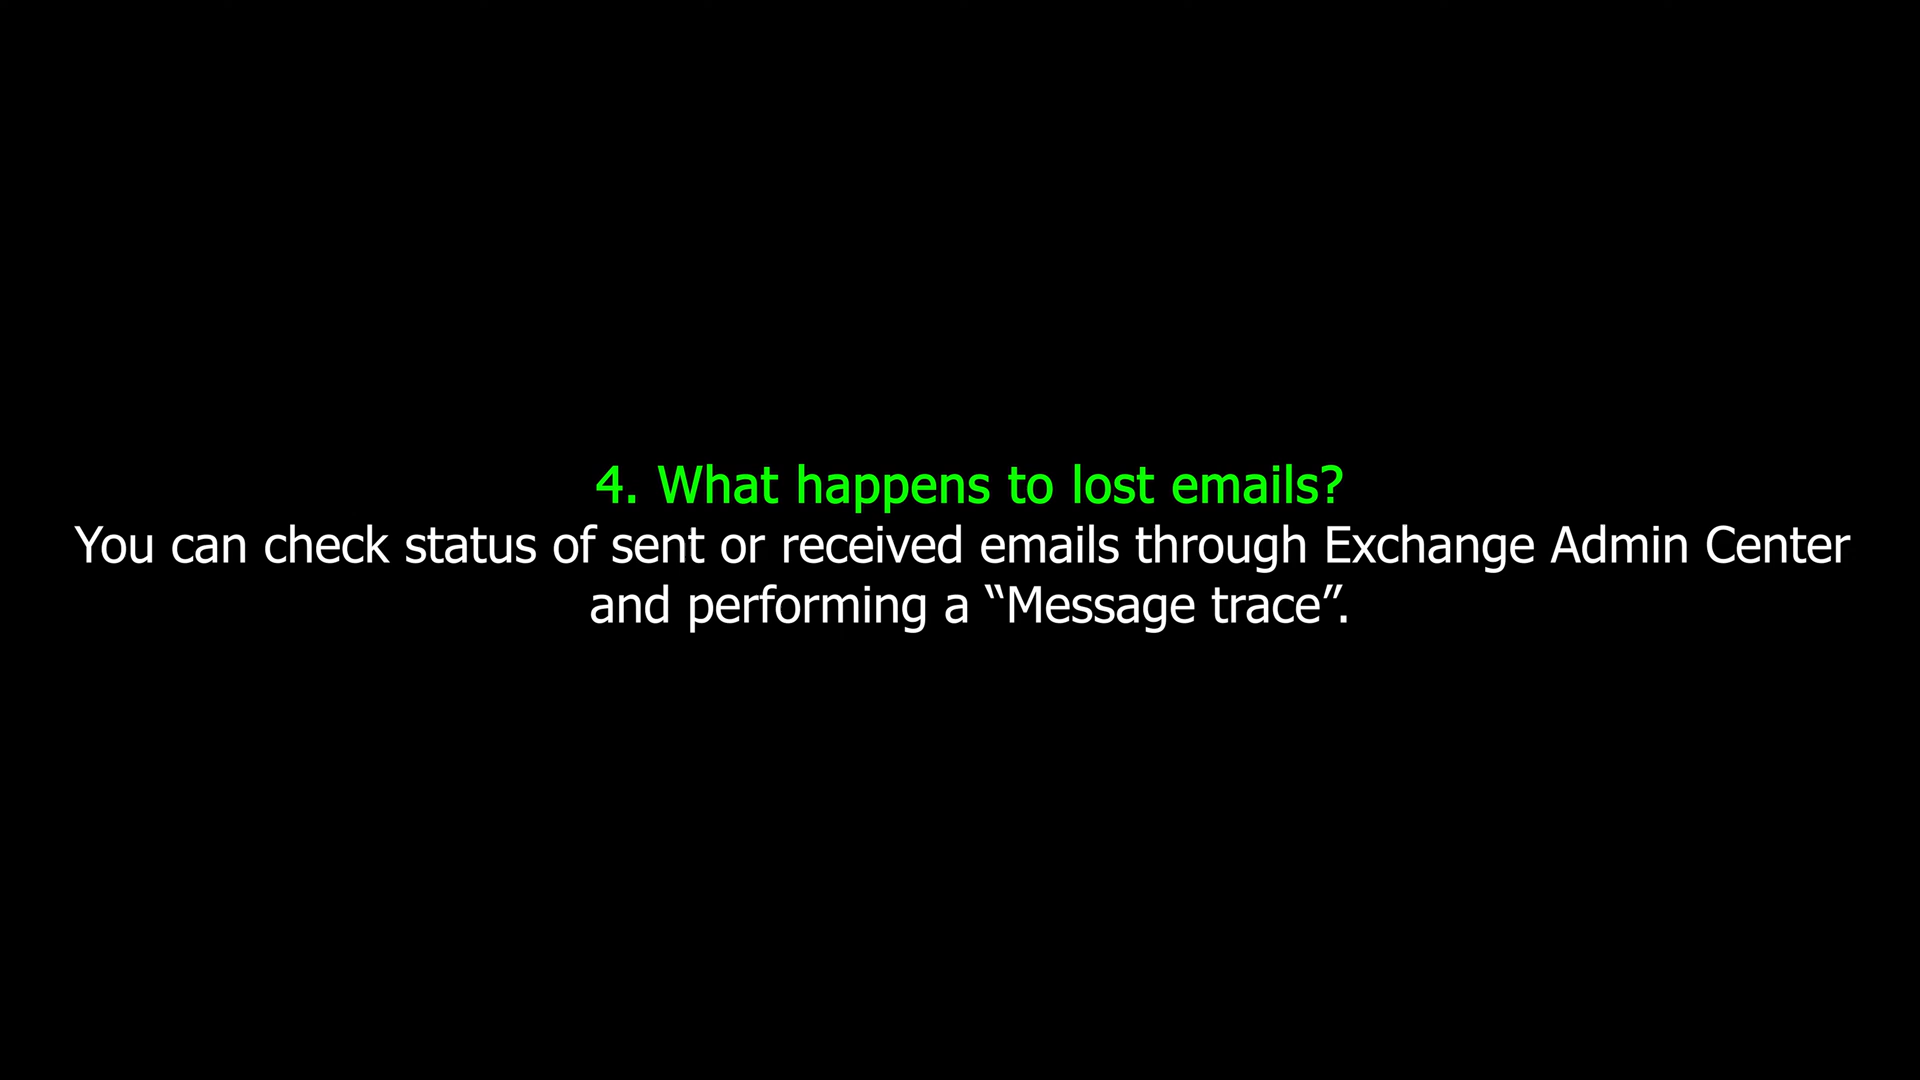 4. What happens to lost emails?
You can check status of sent or received emails through Exchange Admin Center
and performing a “Message trace”.